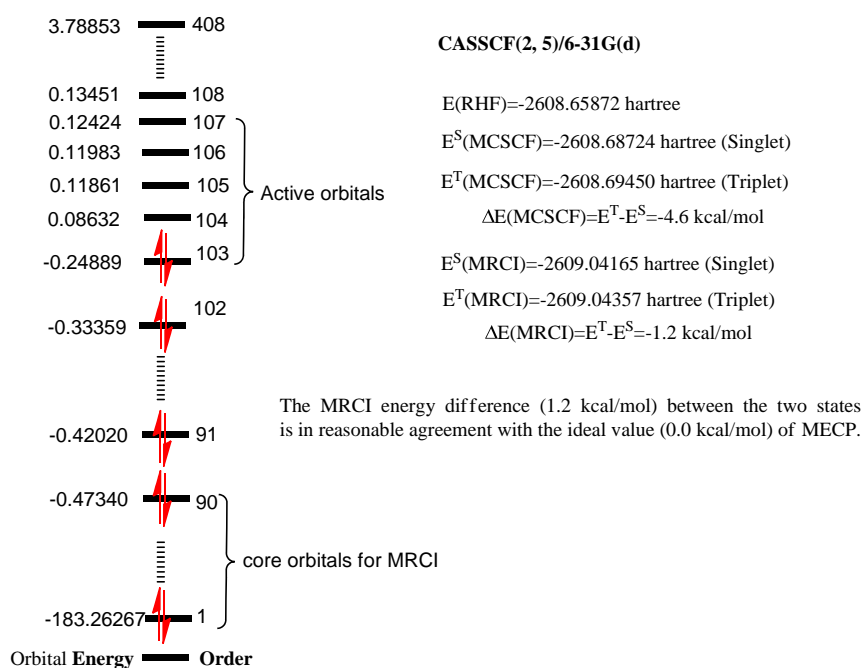 3.78853 408
0.13451 108
0.12424 107
0.11983 106
0.11861 105
0.08632 104
-0.24889 103
-0.33359 102
-0.42020 91
-0.47340 90
-183.26267 1
Orbital Energy Order
Active orbitals
core orbitals for MRCI
CASSCF(2, 5)/6-31G(d)
E(RHF)=-2608.65872 hartree
E^S(MCSCF)=-2608.68724 hartree (Singlet)
E^T(MCSCF)=-2608.69450 hartree (Triplet)
ΔE(MCSCF)=E^T-E^S=-4.6 kcal/mol
E^S(MRCI)=-2609.04165 hartree (Singlet)
E^T(MRCI)=-2609.04357 hartree (Triplet)
ΔE(MRCI)=E^T-E^S=-1.2 kcal/mol
The MRCI energy difference (1.2 kcal/mol) between the two states
is in reasonable agreement with the ideal value (0.0 kcal/mol) of MECP.